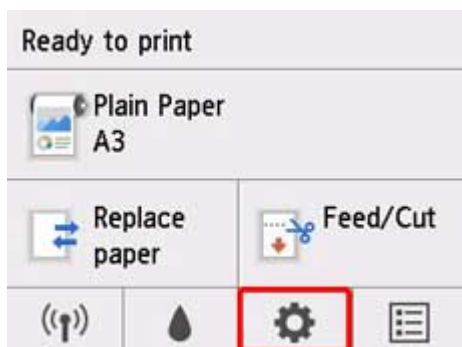 Ready to print
Plain Paper
A3
Replace
paper
Feed/Cut